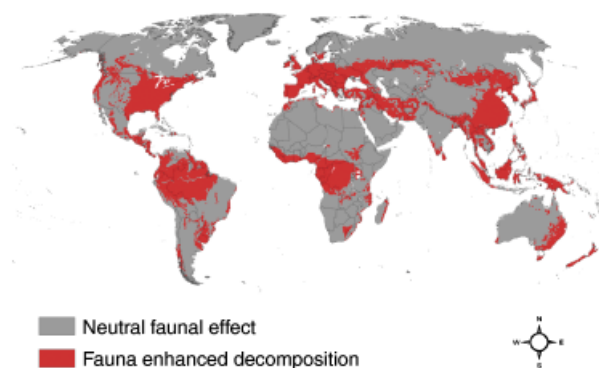 Neutral faunal effect
Fauna enhanced decomposition
N
W E
S